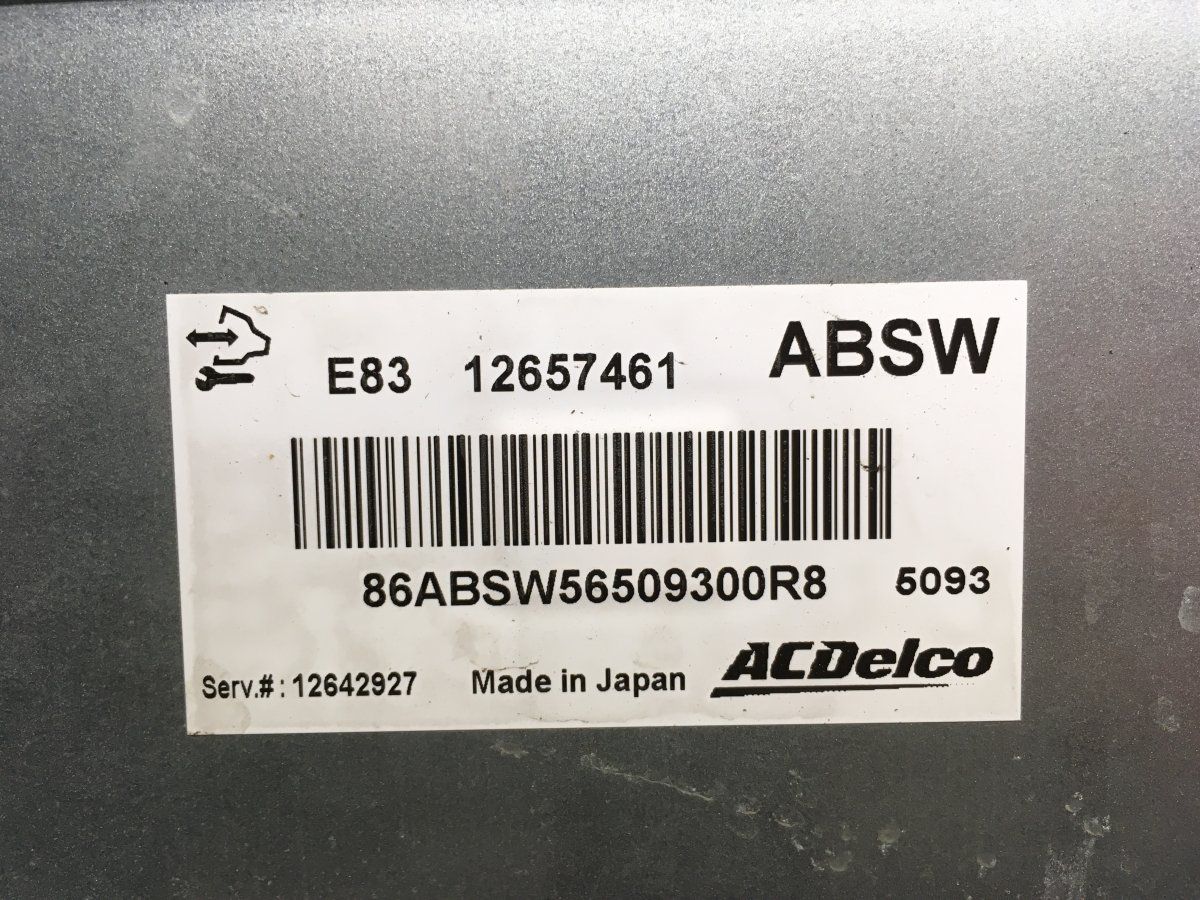 E83 12657461 ABSW
86ABSW56509300R8 5093
Serv.#: 12642927 Made in Japan ACDelco